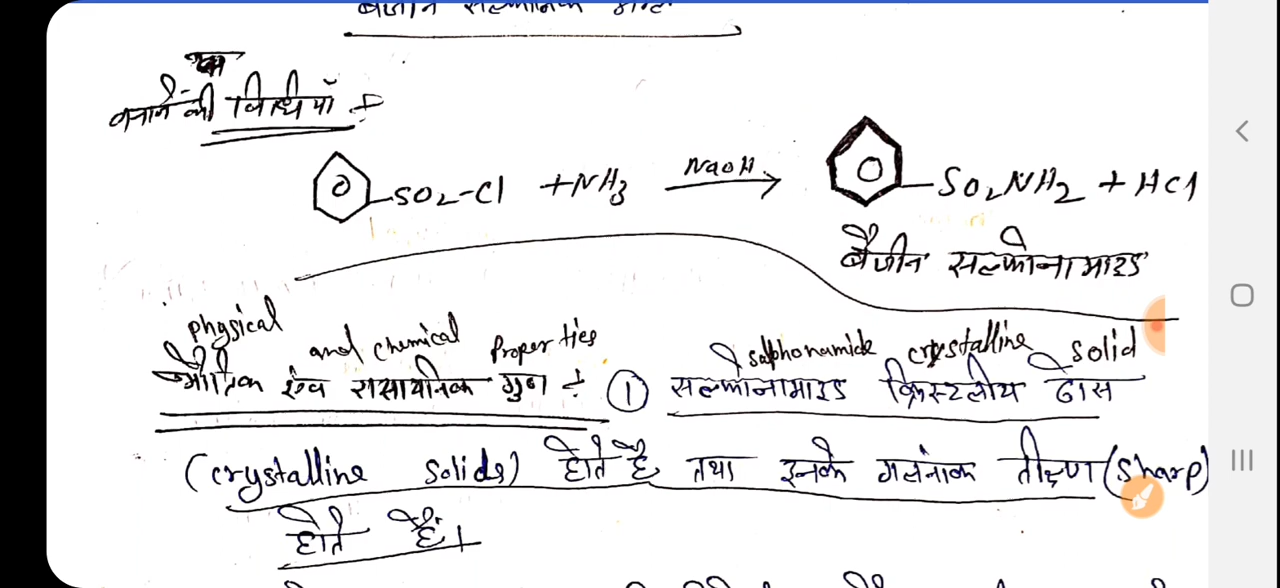 बनाने की विधियाँ ÷
SO2-Cl + NH3 NaOH → SO2NH2 + HCl
बैंजीन सल्फोनामाइड
physical and chemical Properties
भौतिक एंव रासायनिक गुण ÷ ① सल्फोनामाइड क्रिस्टलीय ठोस
sulphonamide crystalline solid
(crystalline solids) होते है तथा इनके गलनांक तीक्ष्ण (sharp)
होते हैं।